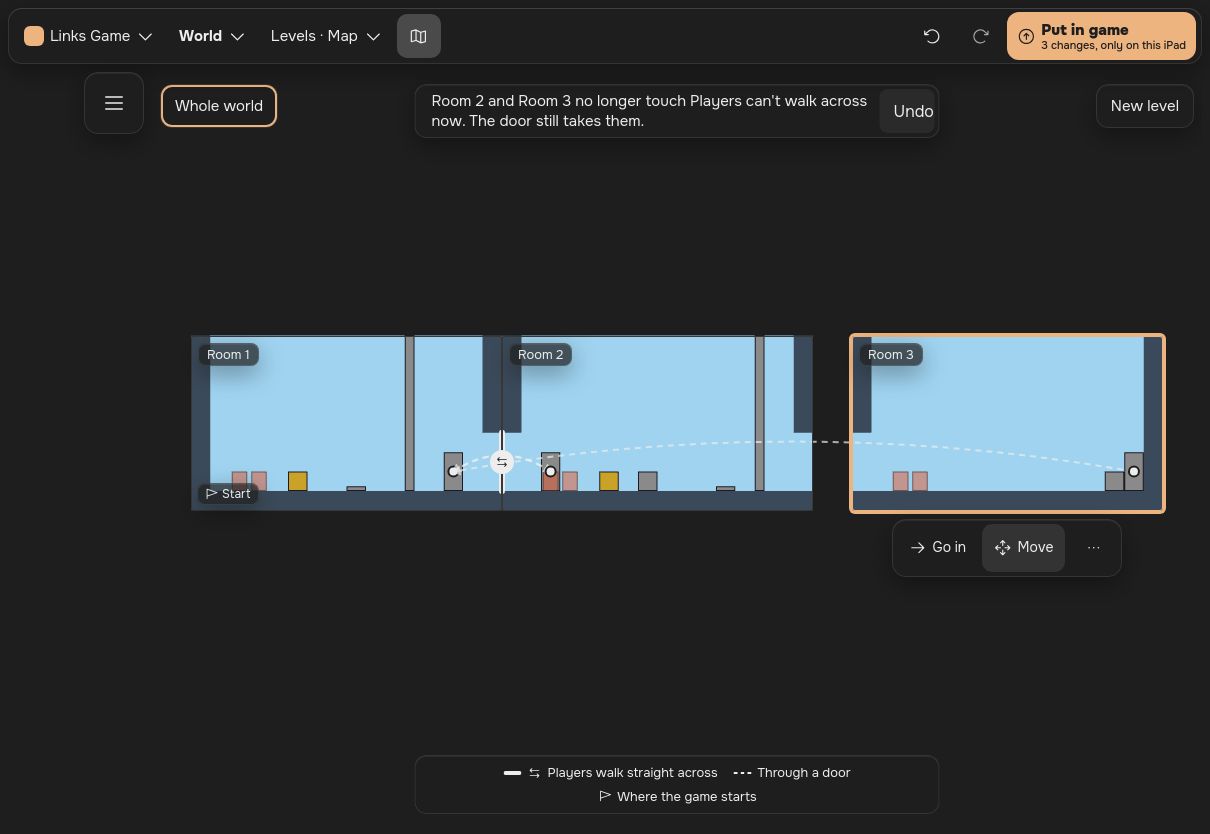 Links Game
World
Levels · Map
Put in game
3 changes, only on this iPad
Whole world
Room 2 and Room 3 no longer touch Players can't walk across
now. The door still takes them.
Undo
New level
Room 1
Room 2
Room 3
Start
Go in
Move
···
Players walk straight across
Through a door
Where the game starts